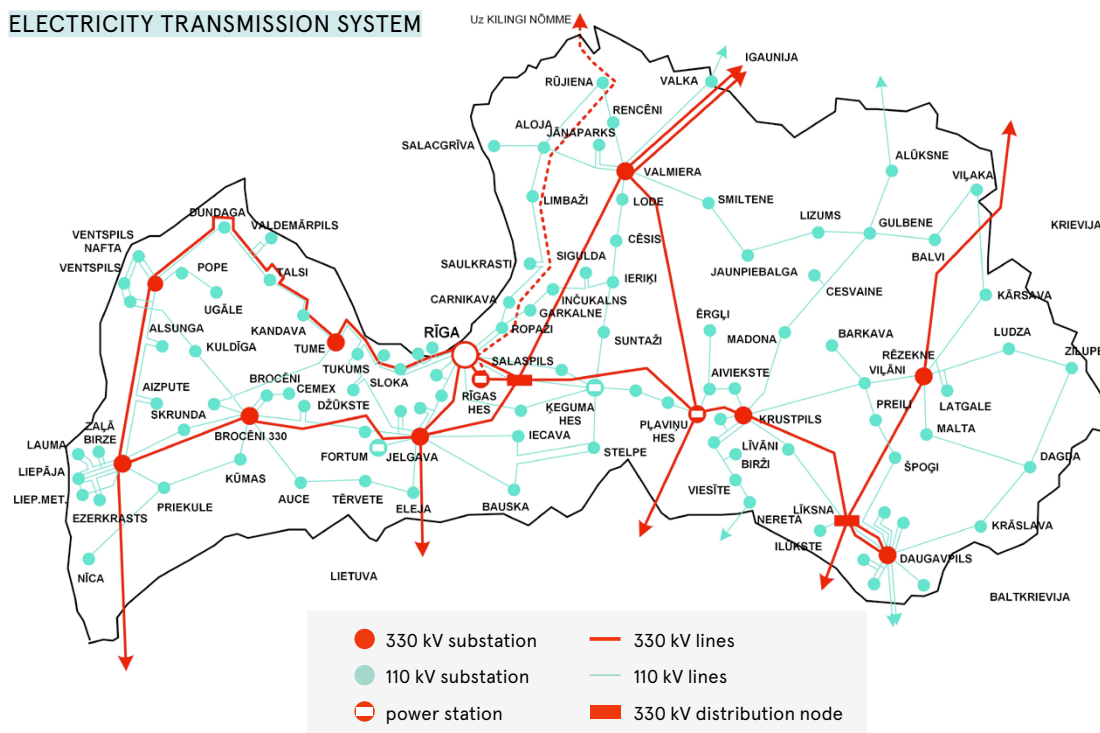 ELECTRICITY TRANSMISSION SYSTEM
Uz KILINGI NÕMME
IGAUNIJA
VALKA
RŪJIENA
RENCĒNI
ALOJA
JĀNAPARKS
SALACGRĪVA
VALMIERA
ALŪKSNE
VIĻAKA
LIMBAŽI
LODE
SMILTENE
LIZUMS
GULBENE
KRIEVIJA
DUNDAGA
VALDEMĀRPILS
VENTSPILS
NAFTA
VENTSPILS
POPE
TALSI
UGĀLE
CĒSIS
SIGULDA
SAULKRASTI
IERIĶI
JAUNPIEBALGA
BALVI
CESVAINE
KĀRSAVA
CARNIKAVA
INČUKALNS
GARKALNE
ROPAZI
ĒRGĻI
MADONA
BARKAVA
LUDZA
ZILUPE
ALSUNGA
KULDĪGA
KANDAVA
TUME
RĪGA
SUNTAŽI
SALASPILS
RĒZEKNE
VIĻĀNI
TUKUMS
SLOKA
AIZPUTE
BROCĒNI
CEMEX
DŽŪKSTE
RĪGAS
HES
ĶEGUMA
HES
AIVIEKSTE
PREIĻI
LATGALE
SKRUNDA
BROCĒNI 330
PĻAVIŅU
HES
KRUSTPILS
MALTA
ZAĻĀ
BIRZE
LAUMA
LIEPĀJA
LIEP.MET.
EZERKRASTS
PRIEKULE
KŪMAS
FORTUM
JELGAVA
IECAVA
STELPE
LĪVĀNI
BIRŽI
ŠPOĢI
DAGDA
AUCE
TĒRVETE
ELEJA
BAUSKA
VIESĪTE
NERETA
LĪKSNA
ILŪKSTE
KRĀSLAVA
DAUGAVPILS
NĪCA
LIETUVA
BALTKRIEVIJA
330 kV substation
330 kV lines
110 kV substation
110 kV lines
power station
330 kV distribution node